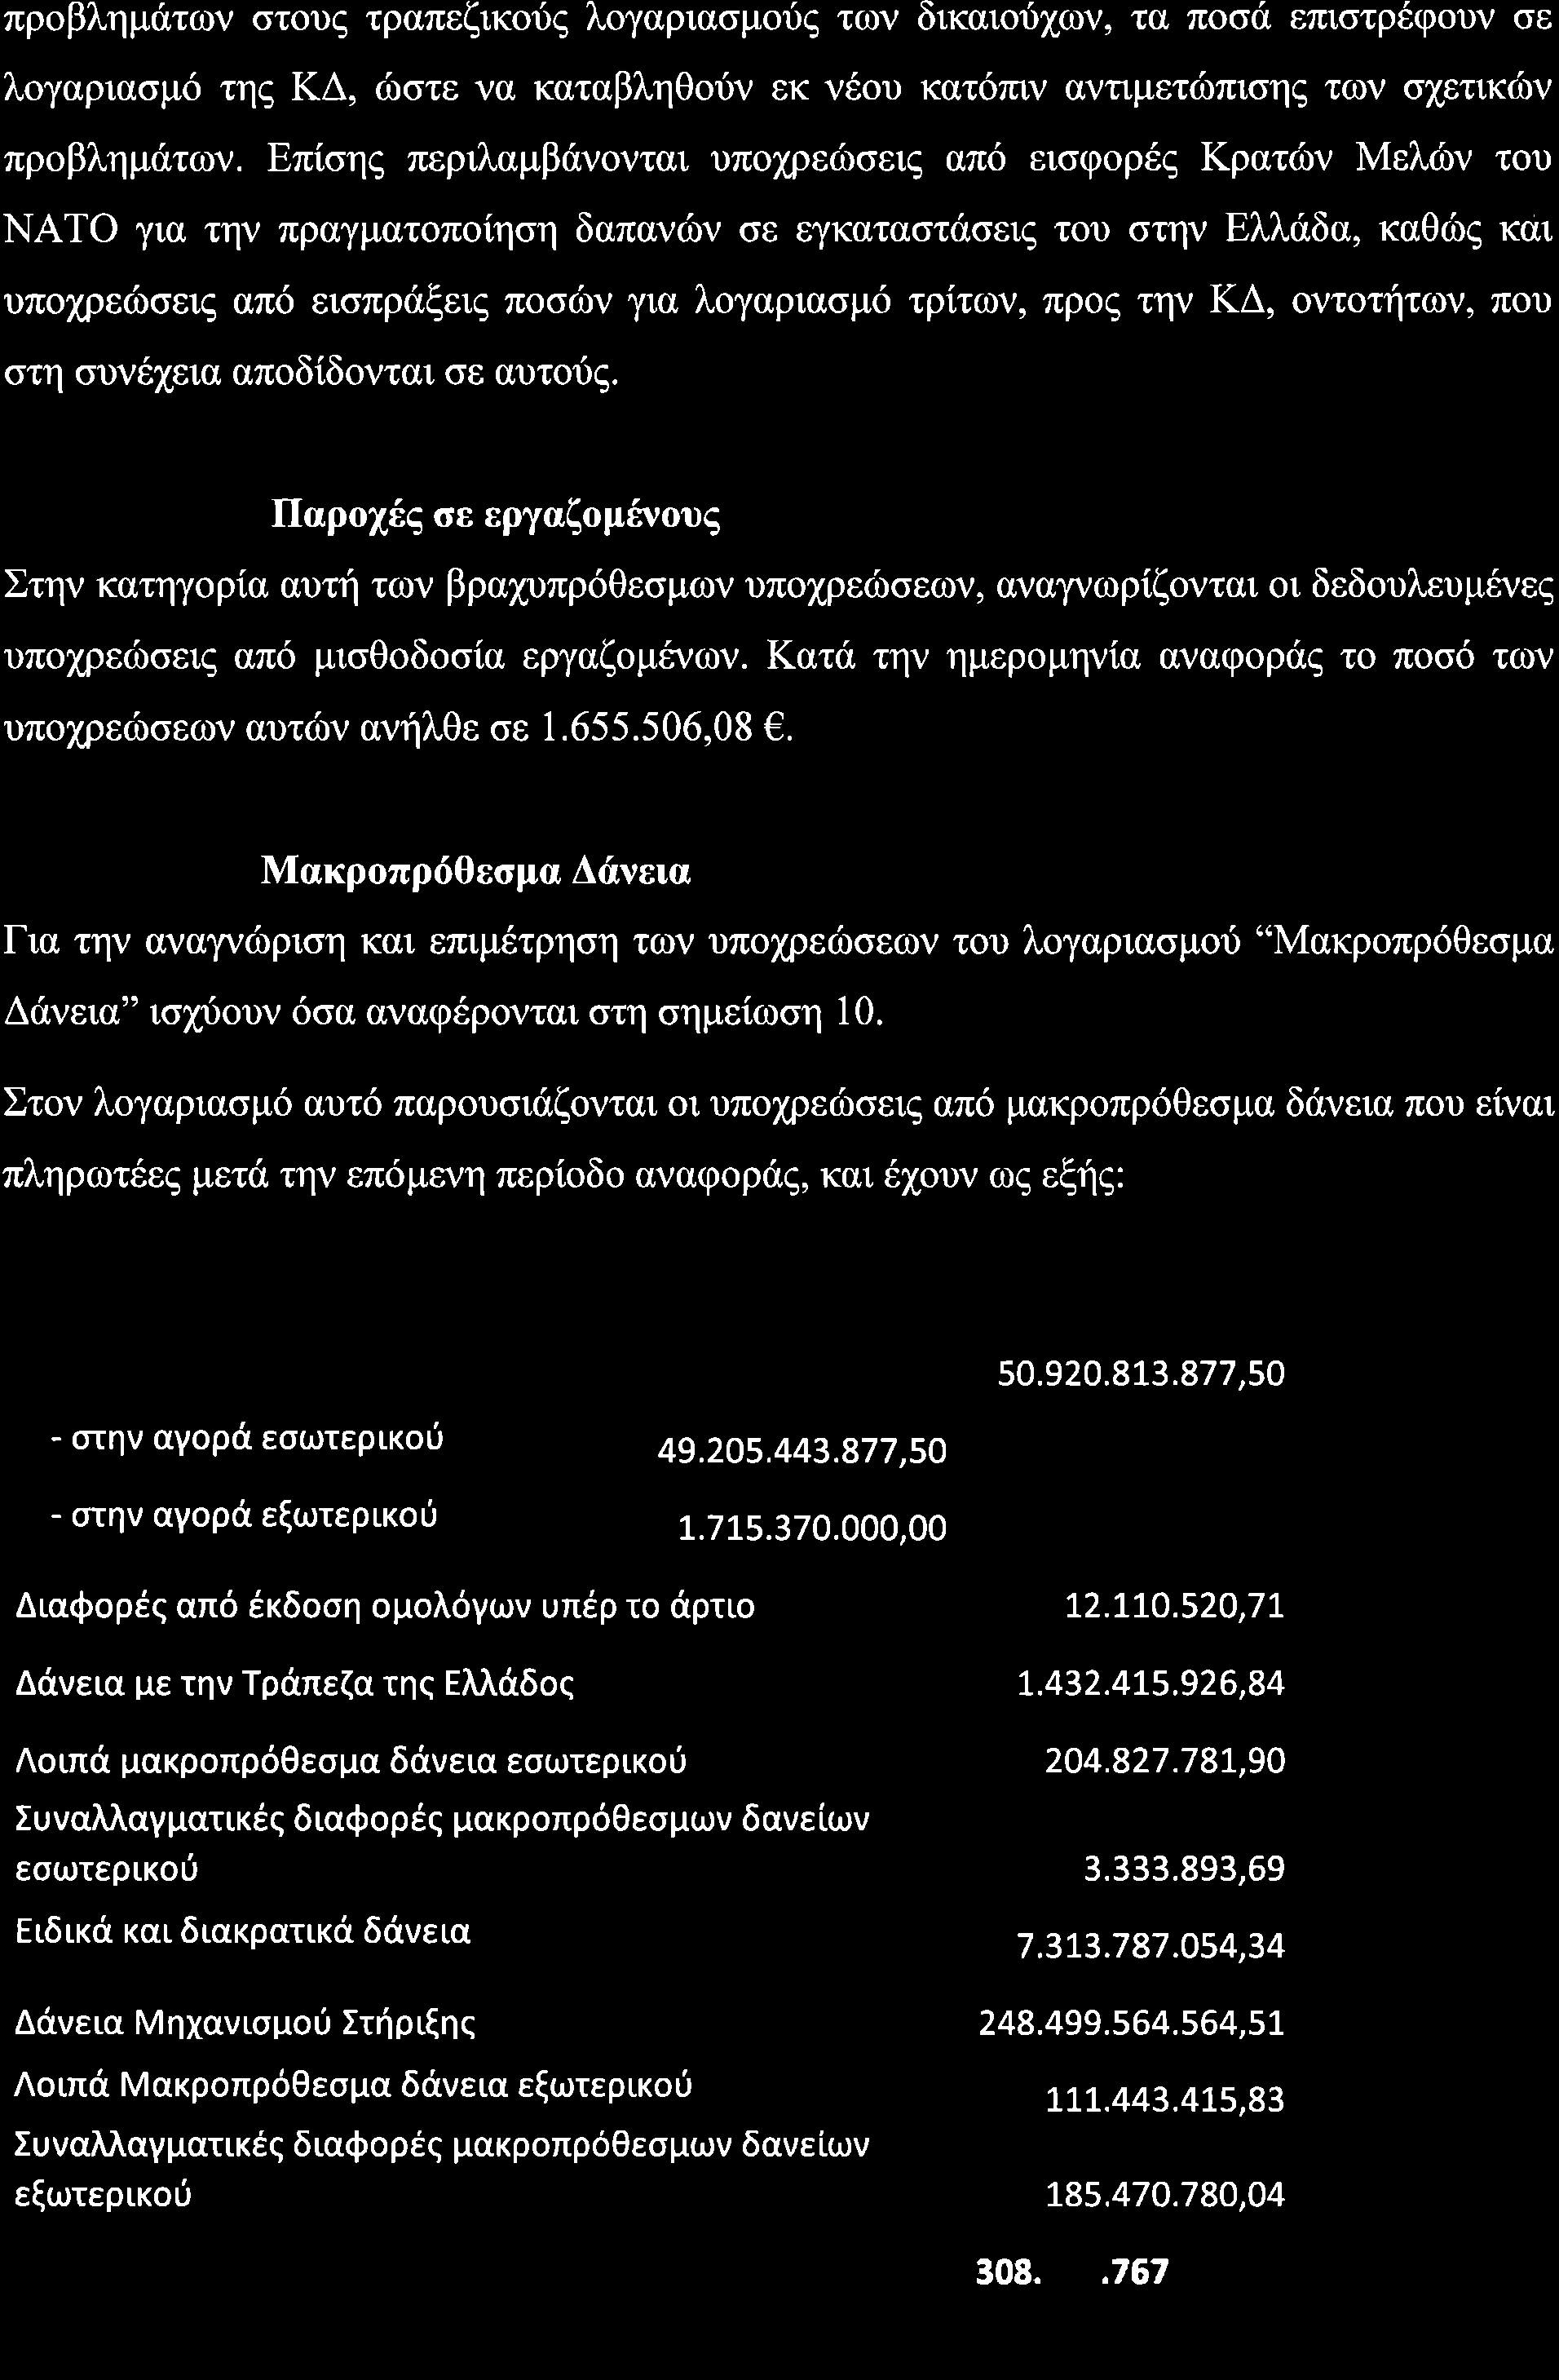 προβλημάτων στους τραπεζικούς λογαριασμούς των δικαιούχων, τα ποσά επιστρέφουν σε
λογαριασμό της ΚΔ, ώστε να καταβληθούν εκ νέου κατόπιν αντιμετώπισης των σχετικών
προβλημάτων. Επίσης περιλαμβάνονται υποχρεώσεις από εισφορές Κρατών Μελών του
ΝΑΤΟ για την πραγματοποίηση δαπανών σε εγκαταστάσεις του στην Ελλάδα, καθώς και
υποχρεώσεις από εισπράξεις ποσών για λογαριασμό τρίτων, προς την ΚΔ, οντοτήτων, που
στη συνέχεια αποδίδονται σε αυτούς.
Παροχές σε εργαζομένους
Στην κατηγορία αυτή των βραχυπρόθεσμων υποχρεώσεων, αναγνωρίζονται οι δεδουλευμένες
υποχρεώσεις από μισθοδοσία εργαζομένων. Κατά την ημερομηνία αναφοράς το ποσό των
υποχρεώσεων αυτών ανήλθε σε 1.655.506,08 €.
Μακροπρόθεσμα Δάνεια
Για την αναγνώριση και επιμέτρηση των υποχρεώσεων του λογαριασμού “Μακροπρόθεσμα
Δάνεια” ισχύουν όσα αναφέρονται στη σημείωση 10.
Στον λογαριασμό αυτό παρουσιάζονται οι υποχρεώσεις από μακροπρόθεσμα δάνεια που είναι
πληρωτέες μετά την επόμενη περίοδο αναφοράς, και έχουν ως εξής:
50.920.813.877,50
- στην αγορά εσωτερικού 49.205.443.877,50
- στην αγορά εξωτερικού 1.715.370.000,00
Διαφορές από έκδοση ομολόγων υπέρ το άρτιο 12.110.520,71
Δάνεια με την Τράπεζα της Ελλάδος 1.432.415.926,84
Λοιπά μακροπρόθεσμα δάνεια εσωτερικού 204.827.781,90
Συναλλαγματικές διαφορές μακροπρόθεσμων δανείων
εσωτερικού 3.333.893,69
Ειδικά και διακρατικά δάνεια 7.313.787.054,34
Δάνεια Μηχανισμού Στήριξης 248.499.564.564,51
Λοιπά Μακροπρόθεσμα δάνεια εξωτερικού 111.443.415,83
Συναλλαγματικές διαφορές μακροπρόθεσμων δανείων
εξωτερικού 185.470.780,04
308. .767